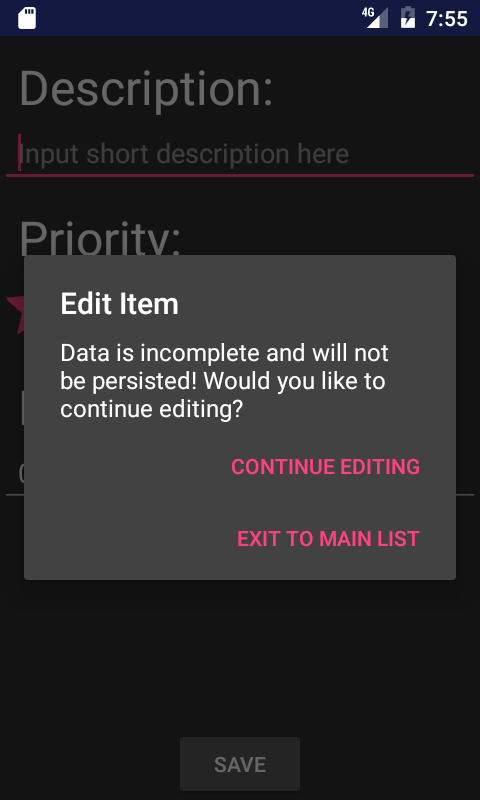 4G 7:55
Description:
Input short description here
Priority:
Edit Item
Data is incomplete and will not
be persisted! Would you like to
continue editing?
CONTINUE EDITING
EXIT TO MAIN LIST
SAVE